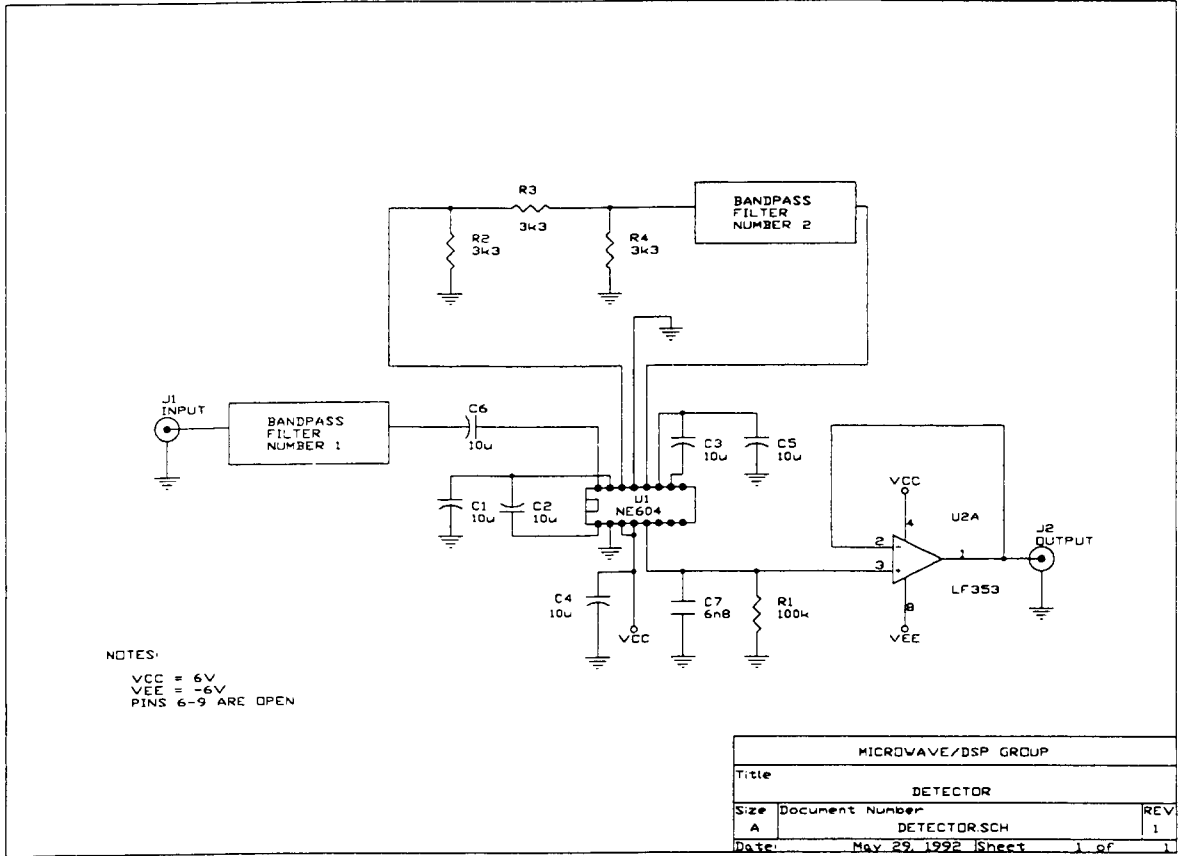 R3
3k3
R2
3k3
R4
3k3
BANDPASS
FILTER
NUMBER 2
J1
INPUT
BANDPASS
FILTER
NUMBER 1
C6
10u
C3
10u
C5
10u
C1
10u
C2
10u
U1
NE604
VCC
4
U2A
2
-
3
+
1
8
LF353
VEE
J2
OUTPUT
C4
10u
VCC
C7
6n8
R1
100k
NOTES:
VCC = 6V
VEE = -6V
PINS 6-9 ARE OPEN
MICROWAVE/DSP GROUP
Title
DETECTOR
Size Document Number REV
A DETECTOR.SCH 1
Date: May 29, 1992 Sheet 1 of 1